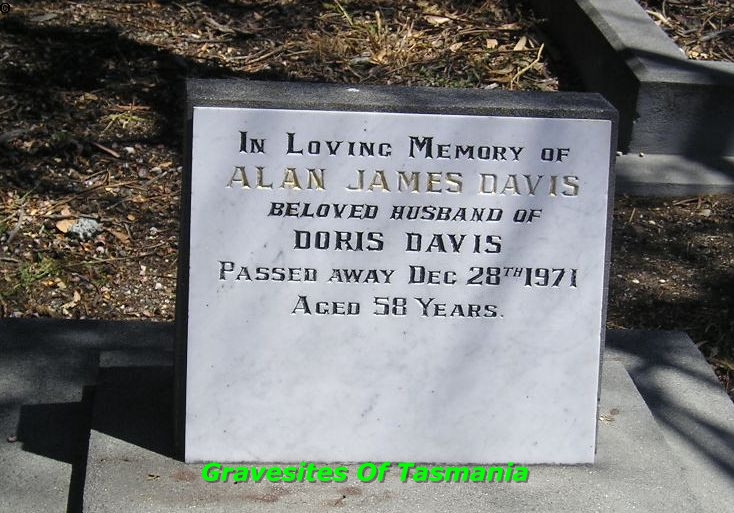 In Loving Memory of
ALAN JAMES DAVIS
BELOVED HUSBAND OF
DORIS DAVIS
Passed away Dec 28TH 1971
Aged 58 Years.
Gravesites Of Tasmania